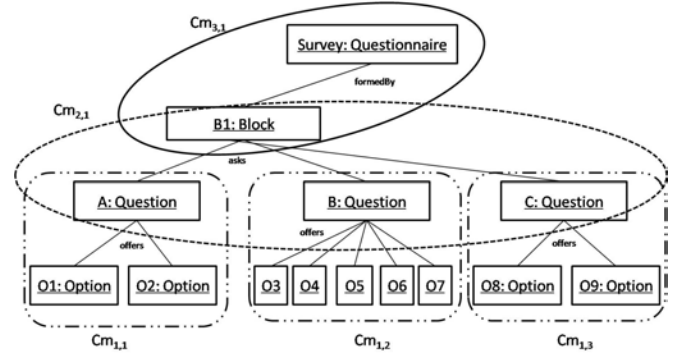 Cm3,1
Survey: Questionnaire
formedBy
Cm2,1
B1: Block
asks
A: Question
B: Question
C: Question
offers
offers
offers
O1: Option
O2: Option
O3
O4
O5
O6
O7
O8: Option
O9: Option
Cm1,1
Cm1,2
Cm1,3